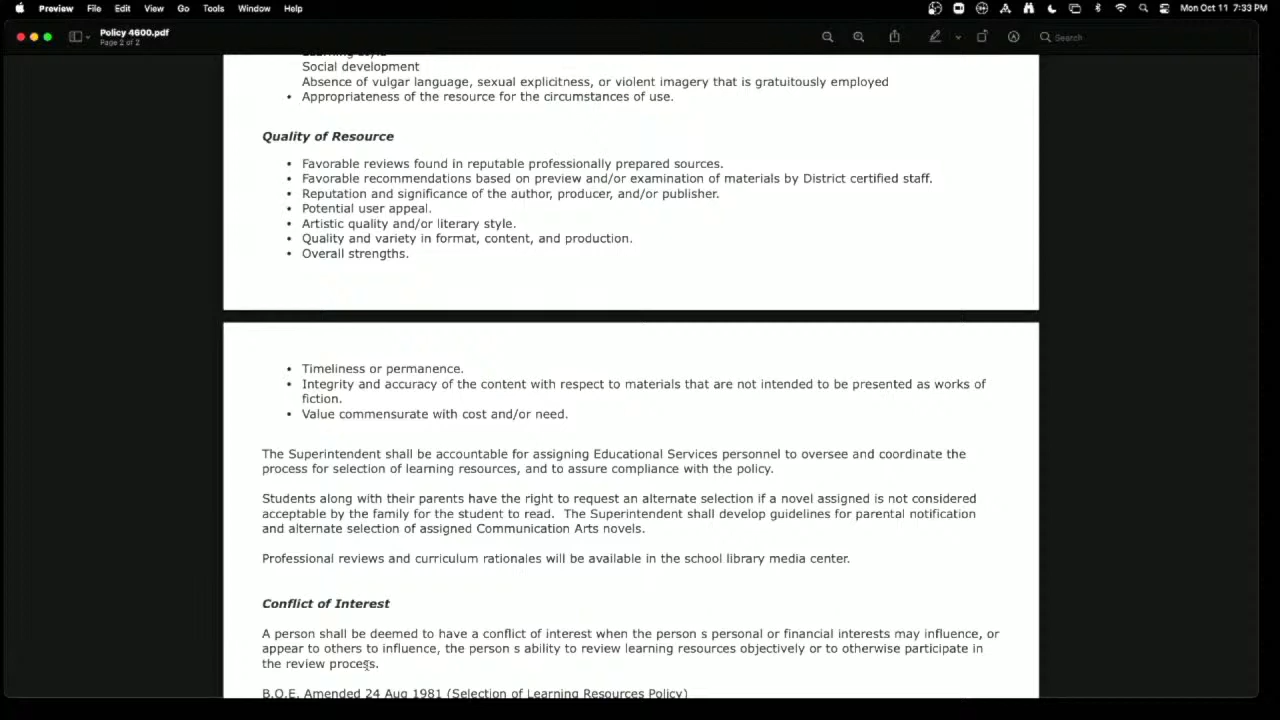 Preview File Edit View Go Tools Window Help Mon Oct 11 7:33 PM
Policy 4600.pdf
Page 2 of 2
Search
Social development
Absence of vulgar language, sexual explicitness, or violent imagery that is gratuitously employed
• Appropriateness of the resource for the circumstances of use.
Quality of Resource
• Favorable reviews found in reputable professionally prepared sources.
• Favorable recommendations based on preview and/or examination of materials by District certified staff.
• Reputation and significance of the author, producer, and/or publisher.
• Potential user appeal.
• Artistic quality and/or literary style.
• Quality and variety in format, content, and production.
• Overall strengths.
• Timeliness or permanence.
• Integrity and accuracy of the content with respect to materials that are not intended to be presented as works of
fiction.
• Value commensurate with cost and/or need.
The Superintendent shall be accountable for assigning Educational Services personnel to oversee and coordinate the
process for selection of learning resources, and to assure compliance with the policy.
Students along with their parents have the right to request an alternate selection if a novel assigned is not considered
acceptable by the family for the student to read.  The Superintendent shall develop guidelines for parental notification
and alternate selection of assigned Communication Arts novels.
Professional reviews and curriculum rationales will be available in the school library media center.
Conflict of Interest
A person shall be deemed to have a conflict of interest when the person s personal or financial interests may influence, or
appear to others to influence, the person s ability to review learning resources objectively or to otherwise participate in
the review process.
B.O.E. Amended 24 Aug 1981 (Selection of Learning Resources Policy)